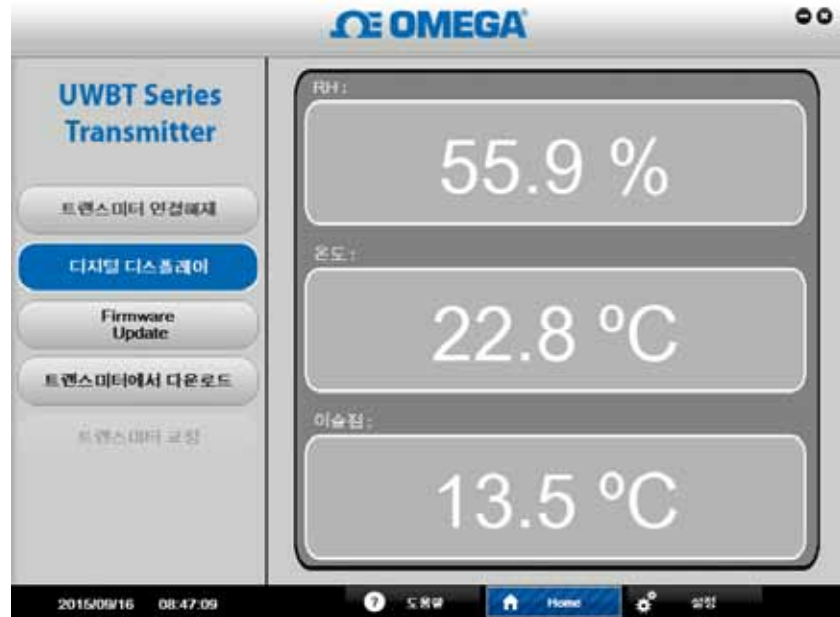 OMEGA
UWBT Series
Transmitter
트랜스미터 연결해제
디지털 디스플레이
Firmware
Update
트랜스미터에서 다운로드
트랜스미터 교정
RH :
55.9 %
온도 :
22.8 ºC
이슬점 :
13.5 ºC
2015/09/16 08:47:09
도움말
Home
설정